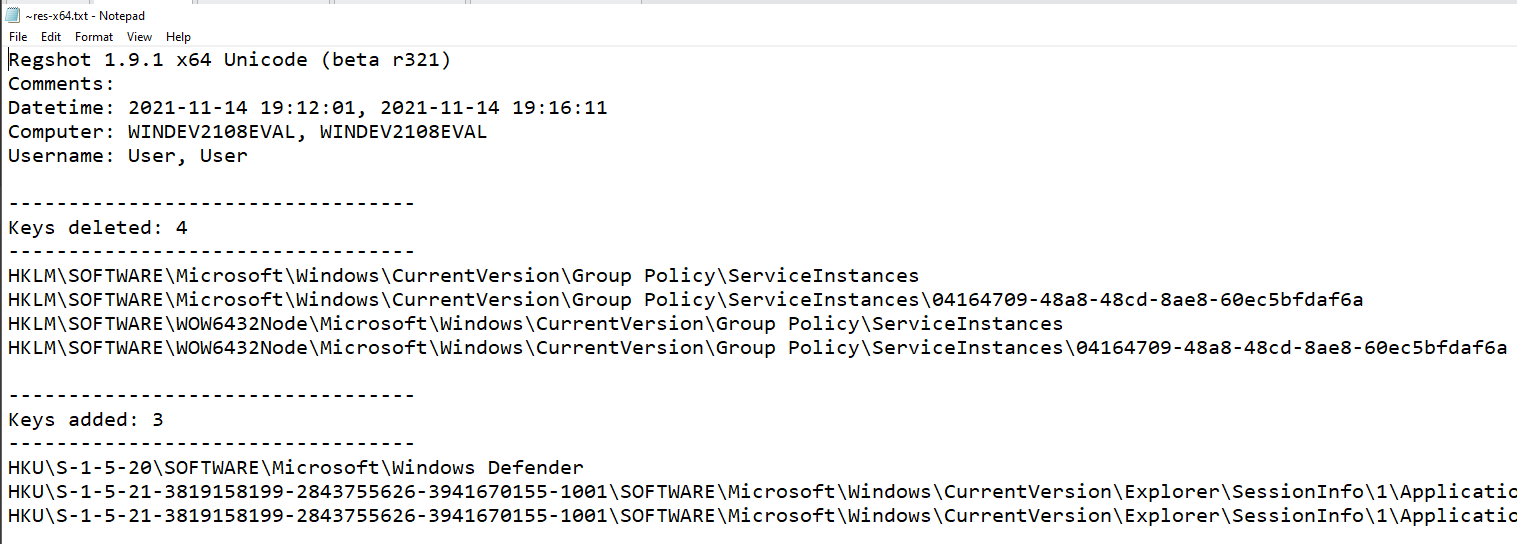 ~res-x64.txt - Notepad
File Edit Format View Help
Regshot 1.9.1 x64 Unicode (beta r321)
Comments:
Datetime: 2021-11-14 19:12:01, 2021-11-14 19:16:11
Computer: WINDEV2108EVAL, WINDEV2108EVAL
Username: User, User
----------------------------------
Keys deleted: 4
----------------------------------
HKLM\SOFTWARE\Microsoft\Windows\CurrentVersion\Group Policy\ServiceInstances
HKLM\SOFTWARE\Microsoft\Windows\CurrentVersion\Group Policy\ServiceInstances\04164709-48a8-48cd-8ae8-60ec5bfdaf6a
HKLM\SOFTWARE\WOW6432Node\Microsoft\Windows\CurrentVersion\Group Policy\ServiceInstances
HKLM\SOFTWARE\WOW6432Node\Microsoft\Windows\CurrentVersion\Group Policy\ServiceInstances\04164709-48a8-48cd-8ae8-60ec5bfdaf6a
----------------------------------
Keys added: 3
----------------------------------
HKU\S-1-5-20\SOFTWARE\Microsoft\Windows Defender
HKU\S-1-5-21-3819158199-2843755626-3941670155-1001\SOFTWARE\Microsoft\Windows\CurrentVersion\Explorer\SessionInfo\1\Applicatio
HKU\S-1-5-21-3819158199-2843755626-3941670155-1001\SOFTWARE\Microsoft\Windows\CurrentVersion\Explorer\SessionInfo\1\Applicatio